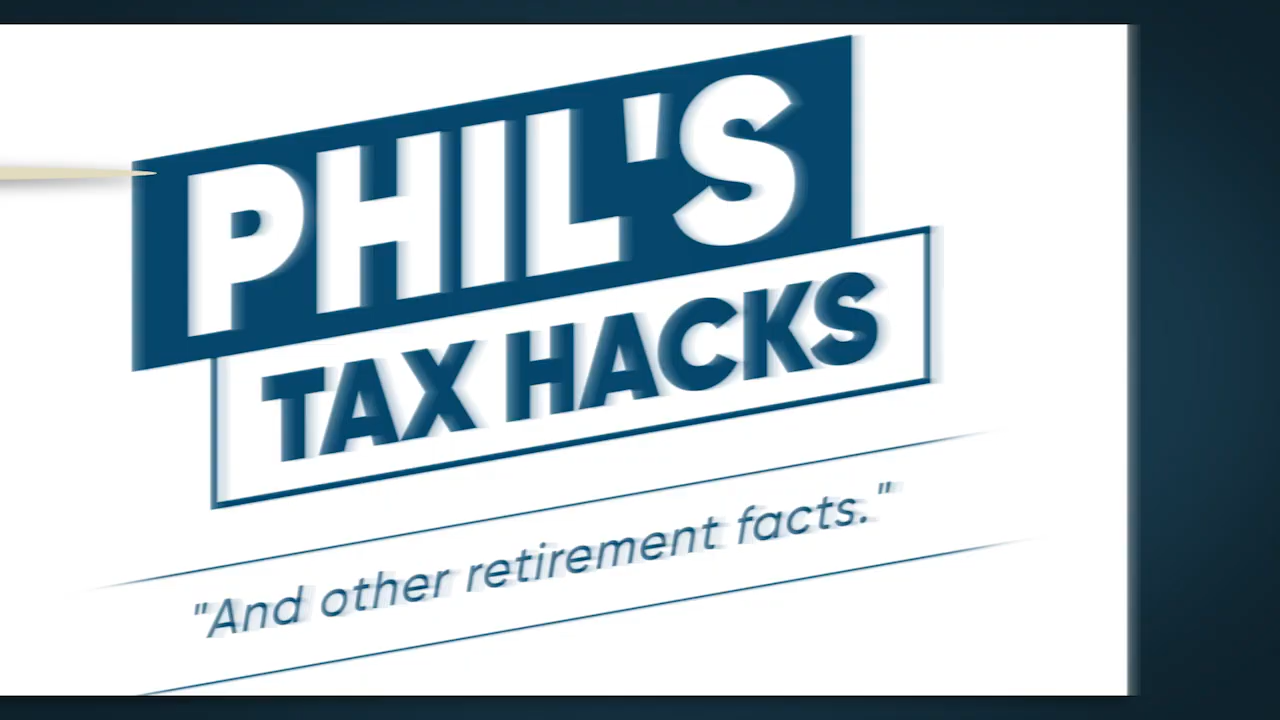 PHIL'S
TAX HACKS
"And other retirement facts."